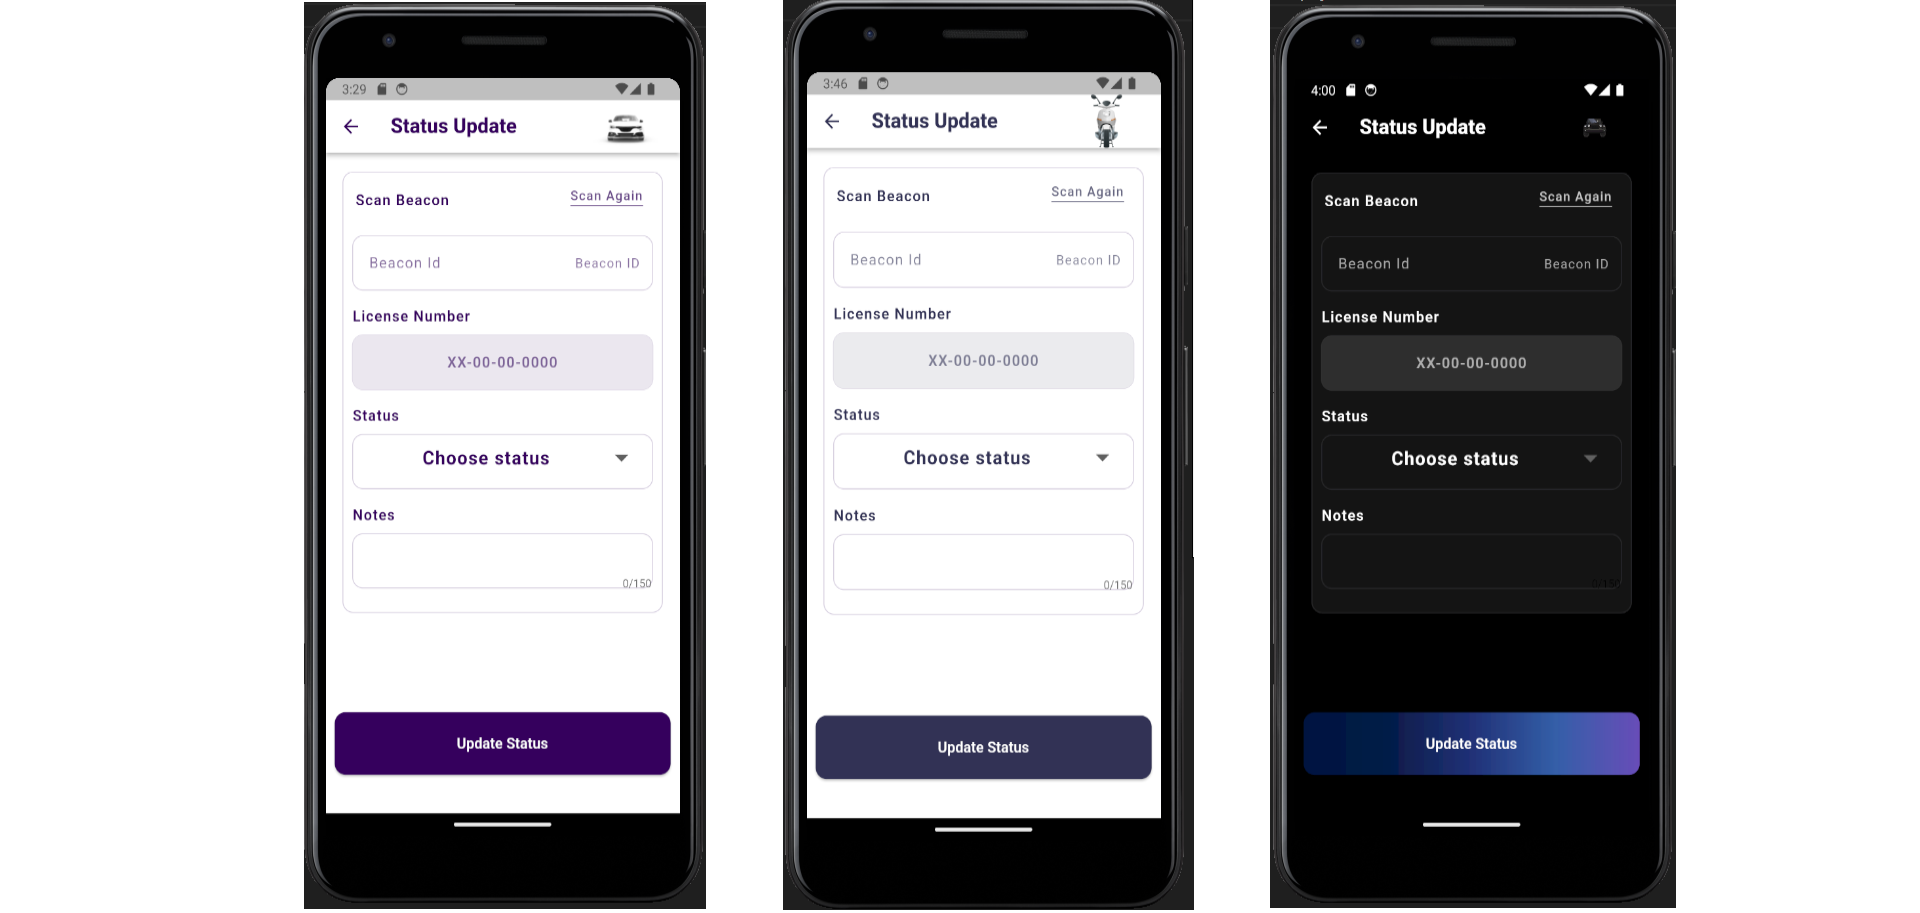 3:29
Status Update
Scan Beacon
Scan Again
Beacon Id
Beacon ID
License Number
XX-00-00-0000
Status
Choose status
Notes
0/150
Update Status
3:46
Status Update
Scan Beacon
Scan Again
Beacon Id
Beacon ID
License Number
XX-00-00-0000
Status
Choose status
Notes
0/150
Update Status
4:00
Status Update
Scan Beacon
Scan Again
Beacon Id
Beacon ID
License Number
XX-00-00-0000
Status
Choose status
Notes
0/150
Update Status